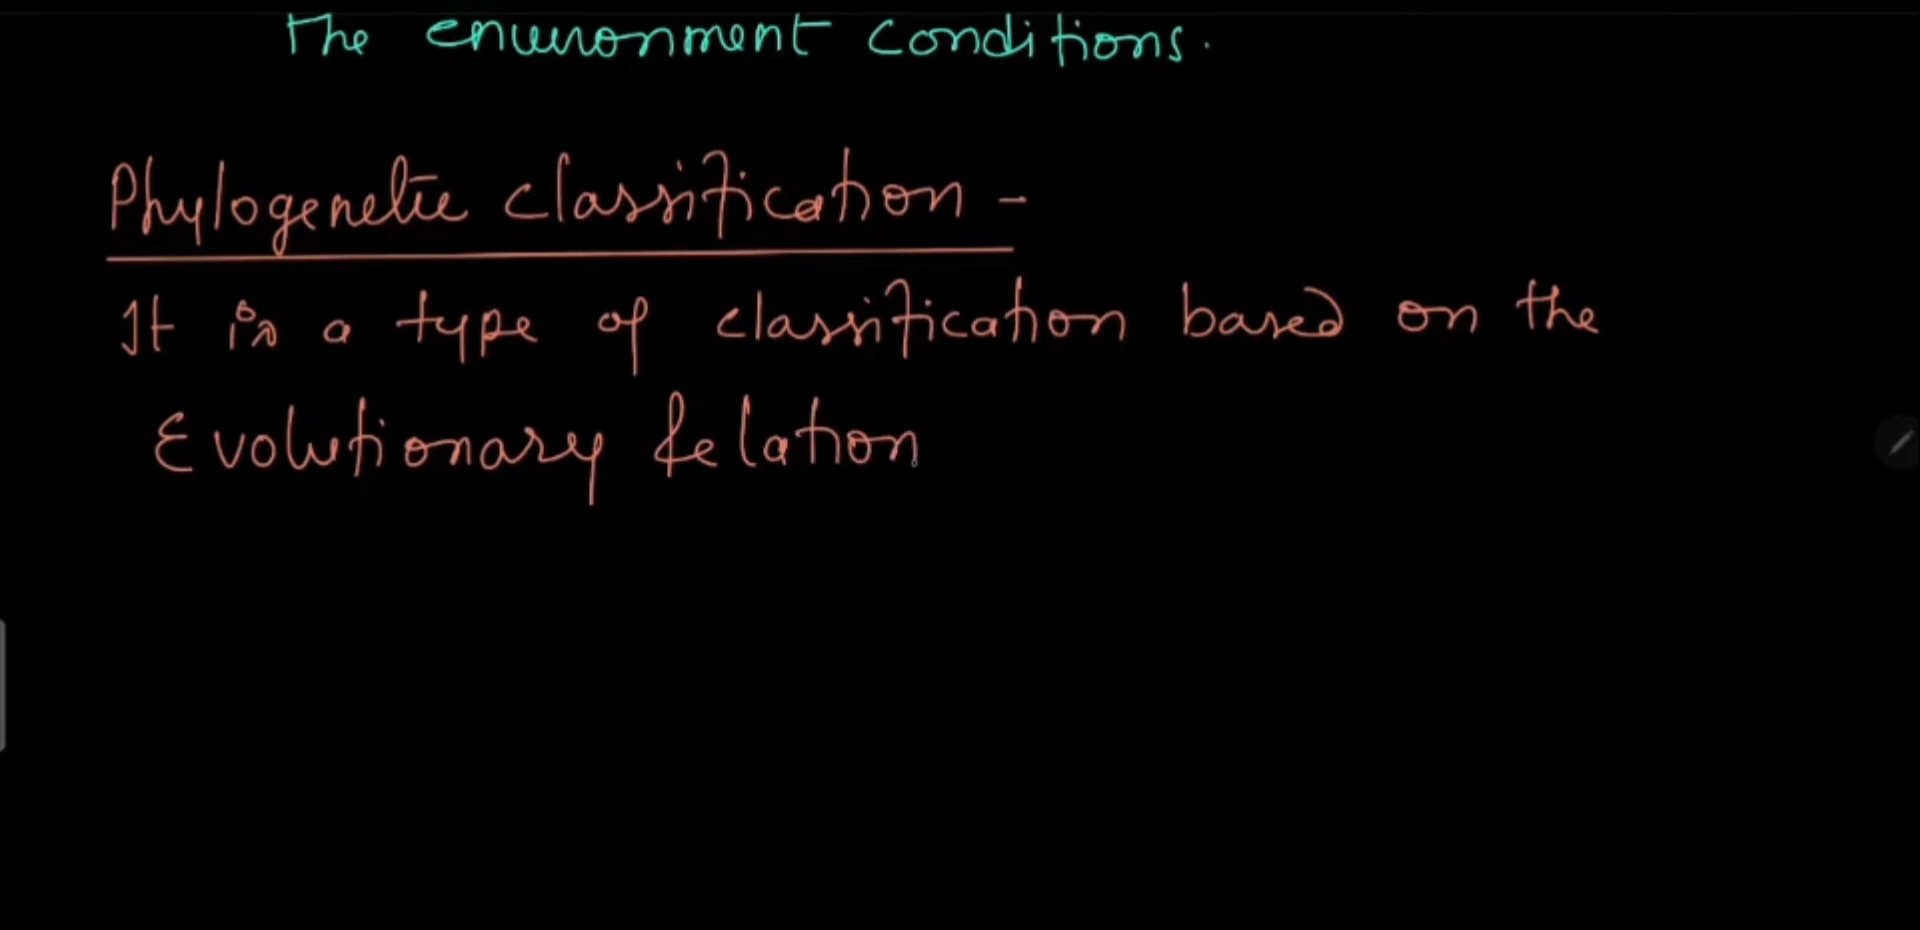 the environment conditions.
Phylogenetic classification -
It is a type of classification based on the
Evolutionary Relation